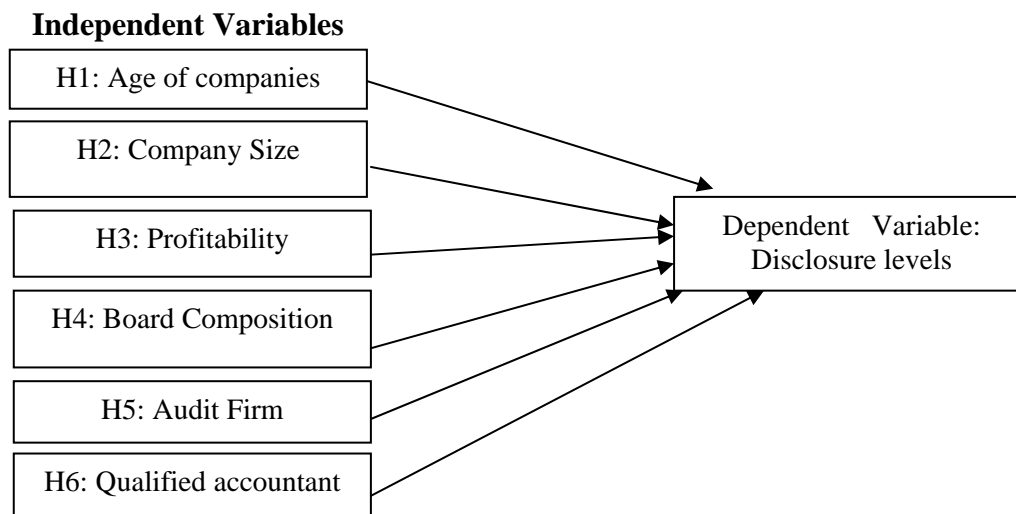 Independent Variables
H1: Age of companies
H2: Company Size
H3: Profitability
H4: Board Composition
H5: Audit Firm
H6: Qualified accountant
Dependent Variable:
Disclosure levels